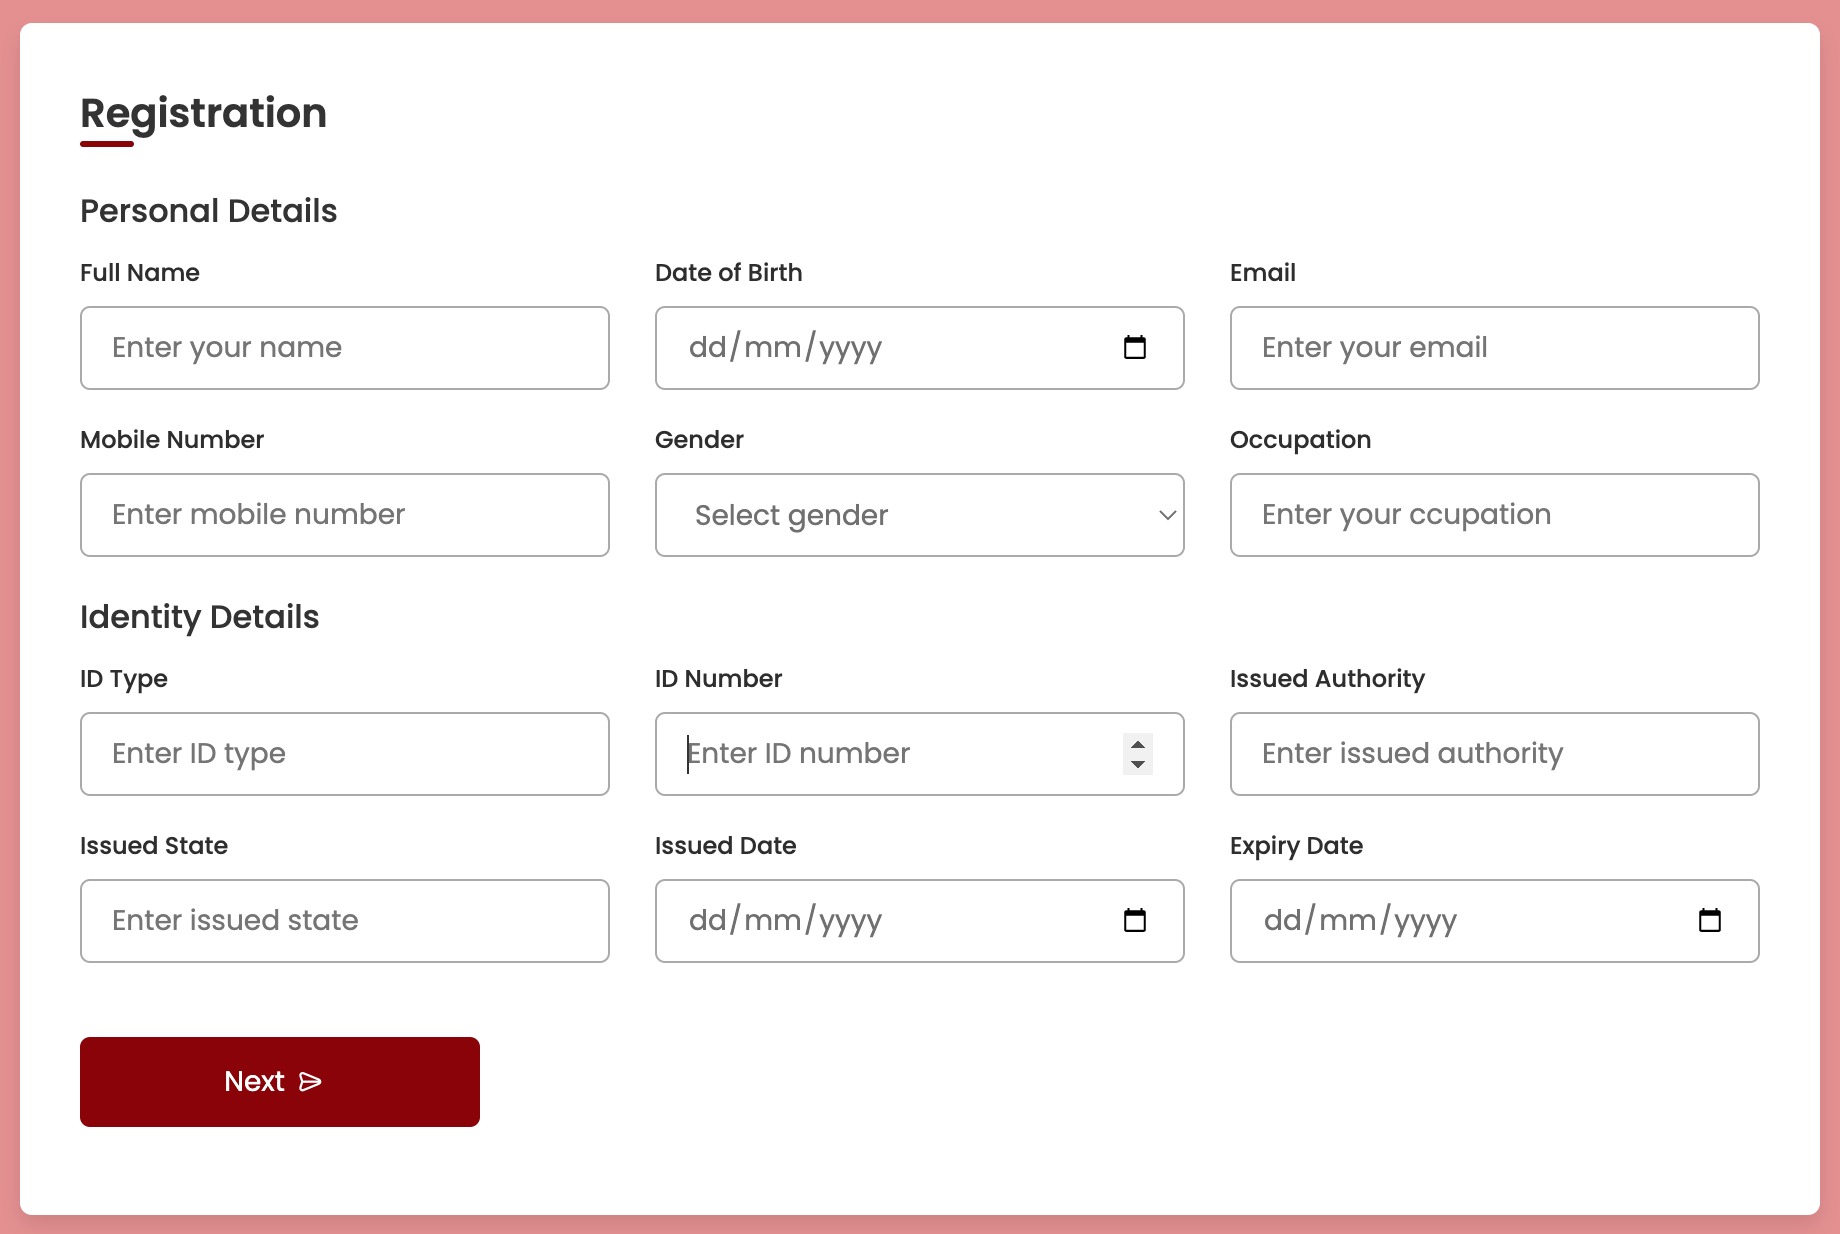 Registration
Personal Details
Full Name
Date of Birth
Email
Enter your name
dd/mm/yyyy
Enter your email
Mobile Number
Gender
Occupation
Enter mobile number
Select gender
Enter your ccupation
Identity Details
ID Type
ID Number
Issued Authority
Enter ID type
Enter ID number
Enter issued authority
Issued State
Issued Date
Expiry Date
Enter issued state
dd/mm/yyyy
dd/mm/yyyy
Next